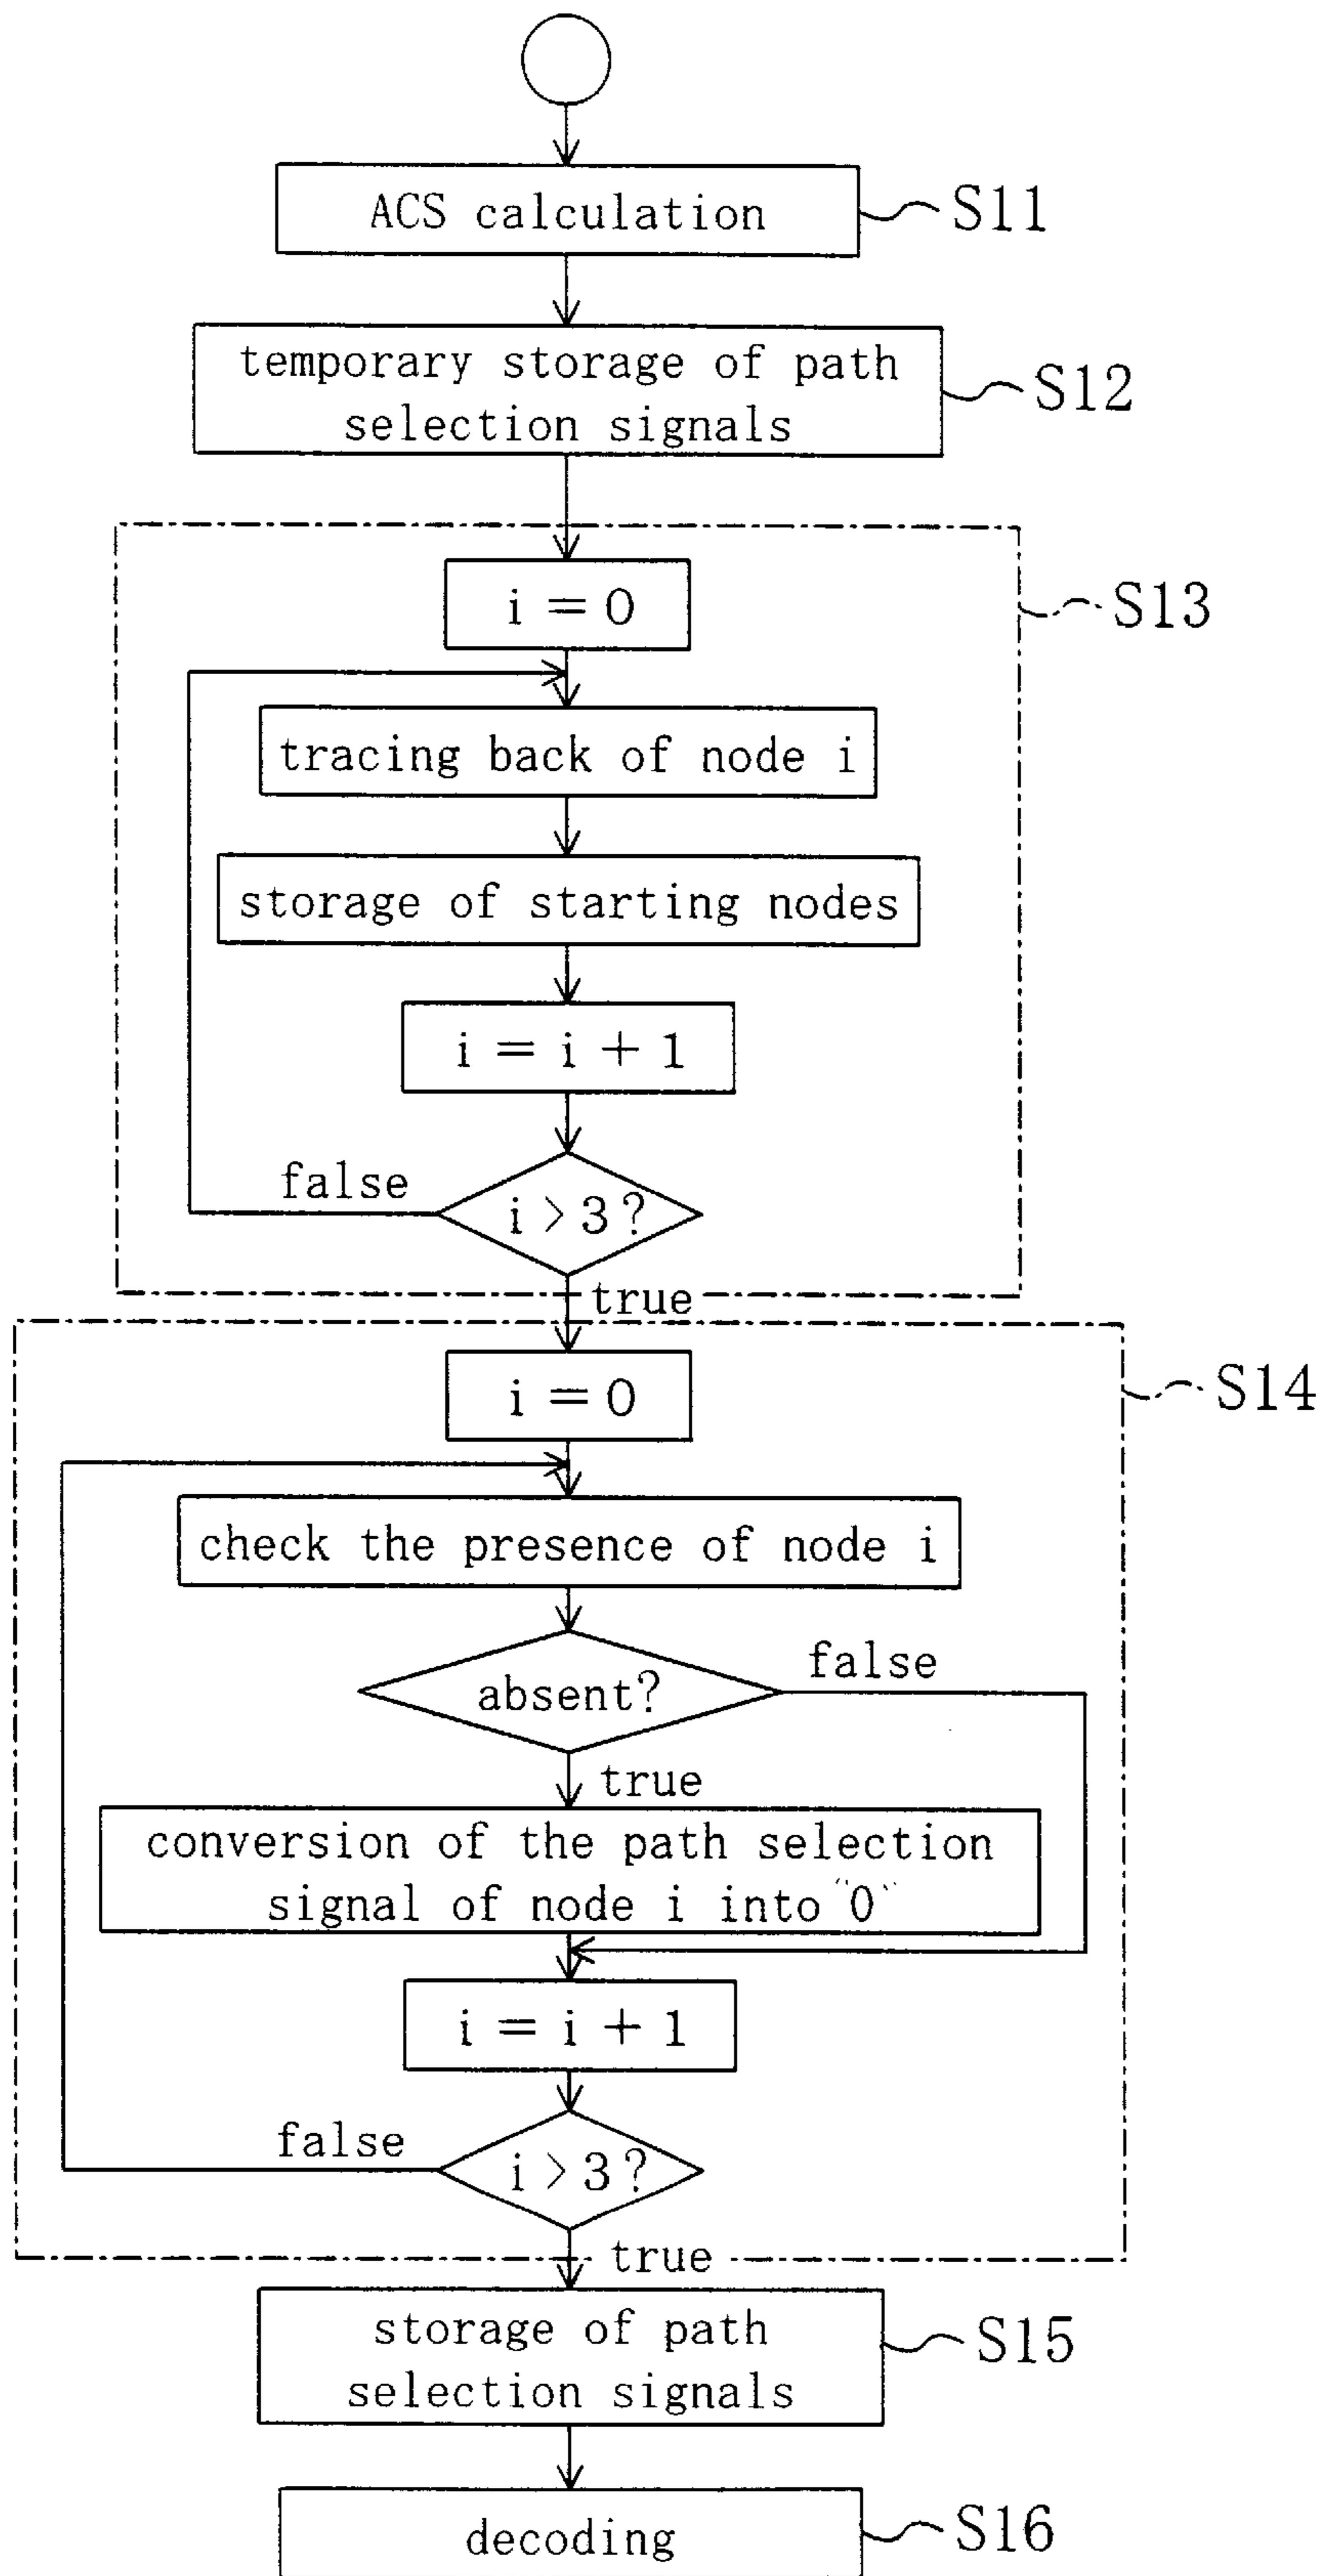 ACS calculation
S11
temporary storage of path
selection signals
S12
i = 0
S13
tracing back of node i
storage of starting nodes
i = i + 1
false
i > 3?
true
i = 0
S14
check the presence of node i
absent?
false
true
conversion of the path selection
signal of node i into "0"
i = i + 1
false
i > 3?
true
storage of path
selection signals
S15
decoding
S16